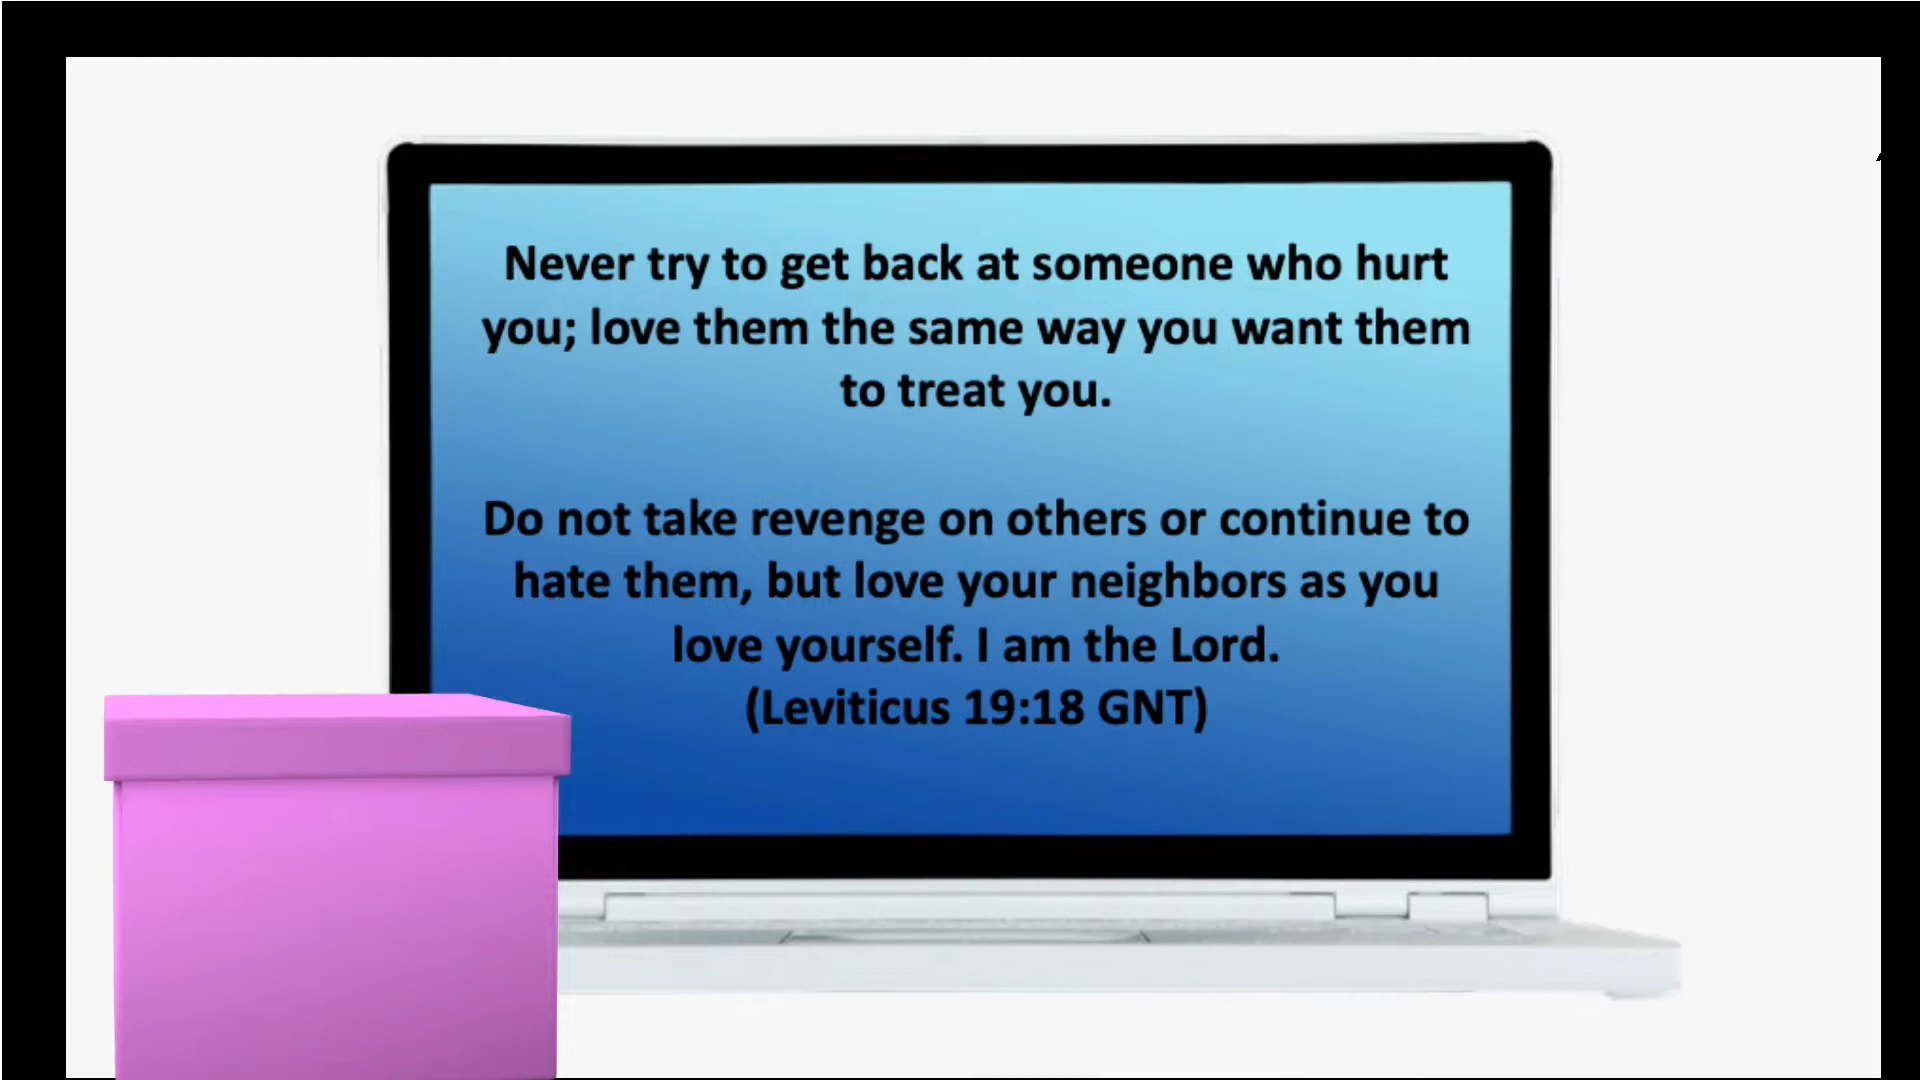 Never try to get back at someone who hurt
you; love them the same way you want them
to treat you.
Do not take revenge on others or continue to
hate them, but love your neighbors as you
love yourself. I am the Lord.
(Leviticus 19:18 GNT)